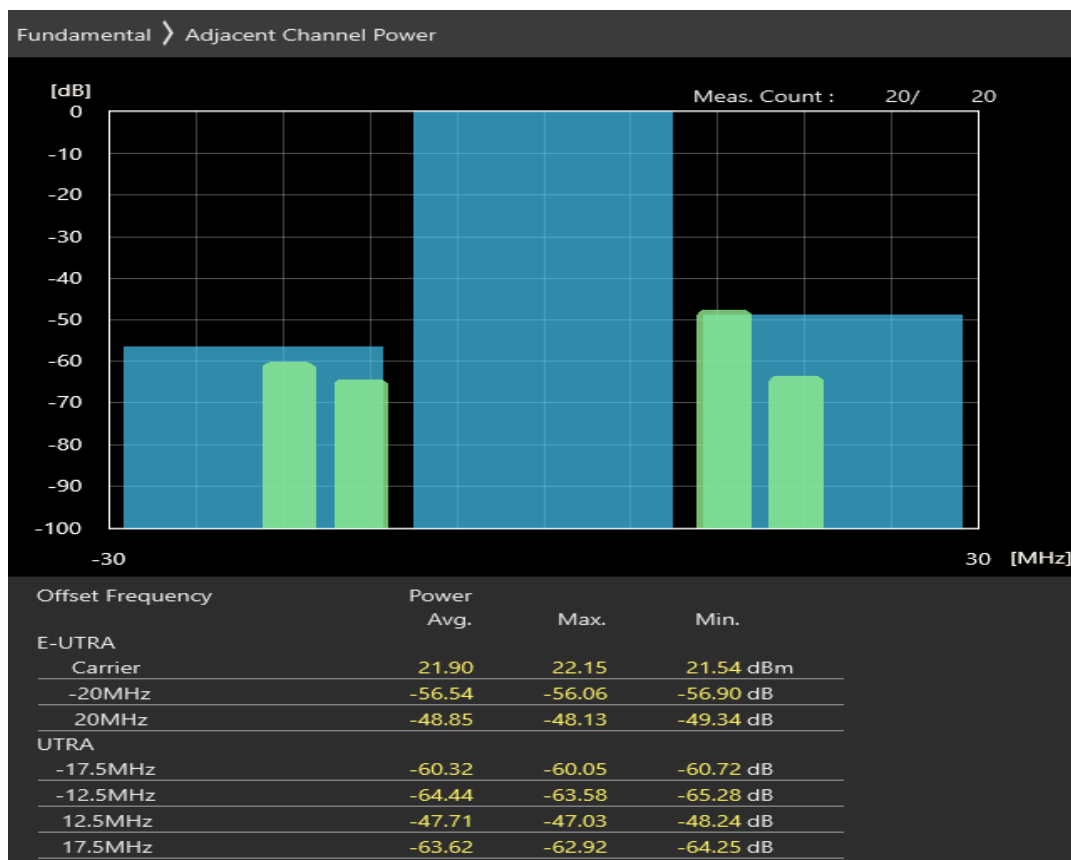 Fundamental 〉 Adjacent Channel Power
[dB]
Meas. Count : 20/ 20
0
-10
-20
-30
-40
-50
-60
-70
-80
-90
-100
-30 30 [MHz]
Offset Frequency Power
Avg. Max. Min.
E-UTRA
Carrier 21.90 22.15 21.54 dBm
-20MHz -56.54 -56.06 -56.90 dB
20MHz -48.85 -48.13 -49.34 dB
UTRA
-17.5MHz -60.32 -60.05 -60.72 dB
-12.5MHz -64.44 -63.58 -65.28 dB
12.5MHz -47.71 -47.03 -48.24 dB
17.5MHz -63.62 -62.92 -64.25 dB